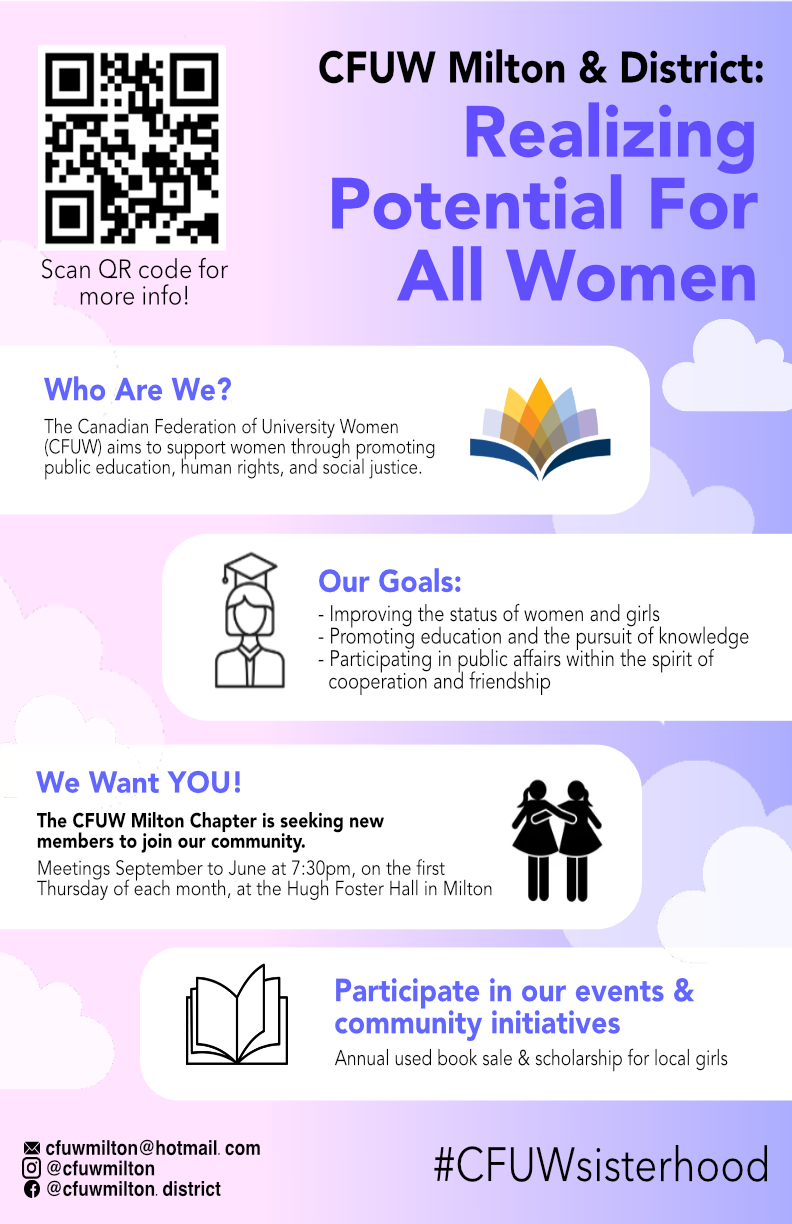 CFUW Milton & District:
Realizing
Potential For
All Women
Scan QR code for
more info!
Who Are We?
The Canadian Federation of University Women
(CFUW) aims to support women through promoting
public education, human rights, and social justice.
Our Goals:
- Improving the status of women and girls
- Promoting education and the pursuit of knowledge
- Participating in public affairs within the spirit of
cooperation and friendship
We Want YOU!
The CFUW Milton Chapter is seeking new
members to join our community.
Meetings September to June at 7:30pm, on the first
Thursday of each month, at the Hugh Foster Hall in Milton
Participate in our events &
community initiatives
Annual used book sale & scholarship for local girls
cfuwmilton@hotmail. com
@cfuwmilton
@cfuwmilton. district
#CFUWsisterhood